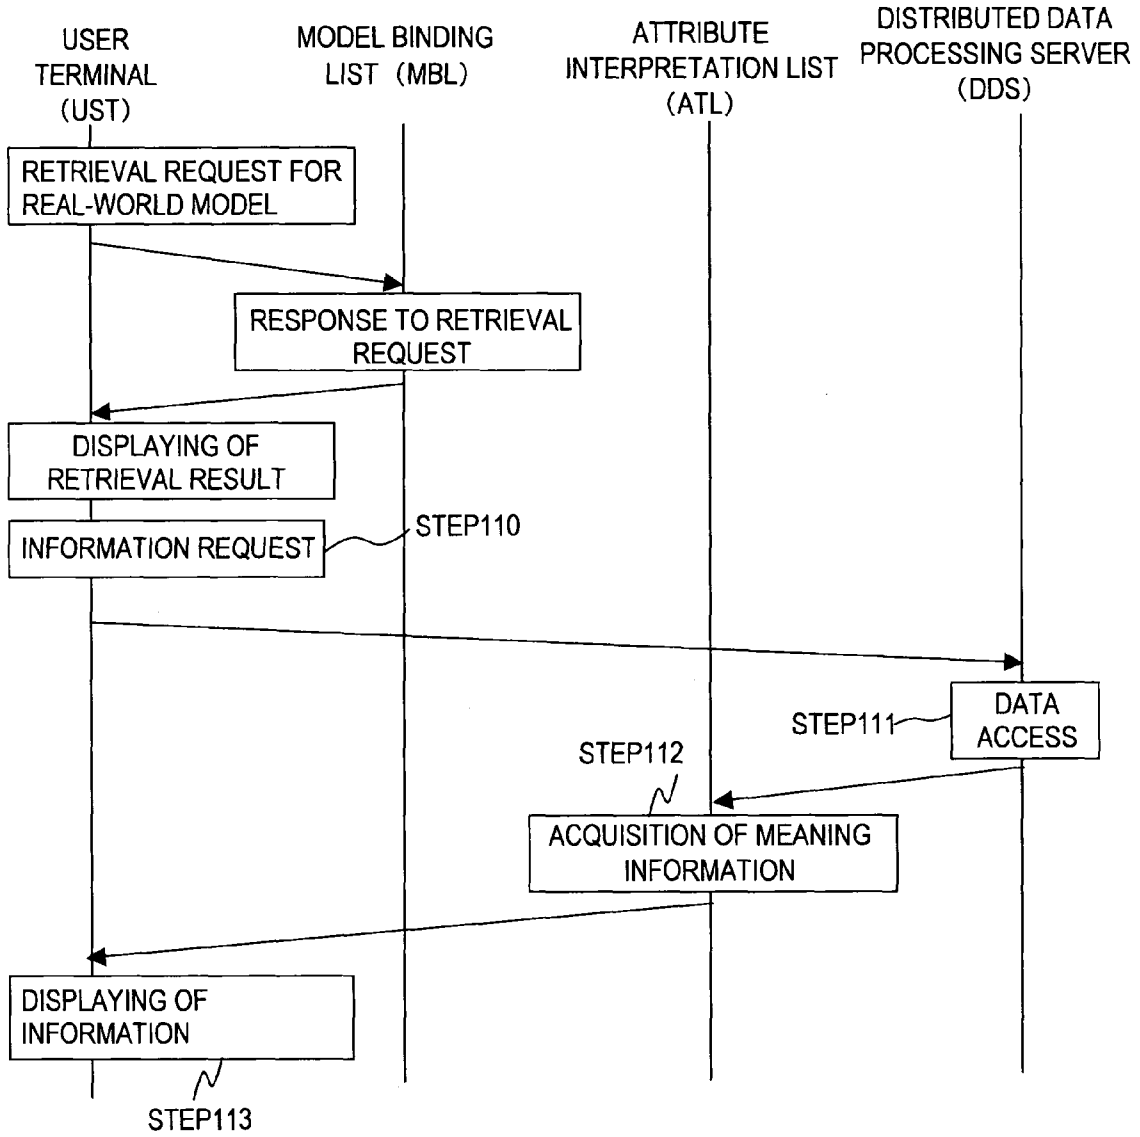 USER
TERMINAL
(UST)
MODEL BINDING
LIST (MBL)
ATTRIBUTE
INTERPRETATION LIST
(ATL)
DISTRIBUTED DATA
PROCESSING SERVER
(DDS)
RETRIEVAL REQUEST FOR
REAL-WORLD MODEL
RESPONSE TO RETRIEVAL
REQUEST
DISPLAYING OF
RETRIEVAL RESULT
INFORMATION REQUEST
STEP110
DATA
ACCESS
STEP111
STEP112
ACQUISITION OF MEANING
INFORMATION
DISPLAYING OF
INFORMATION
STEP113